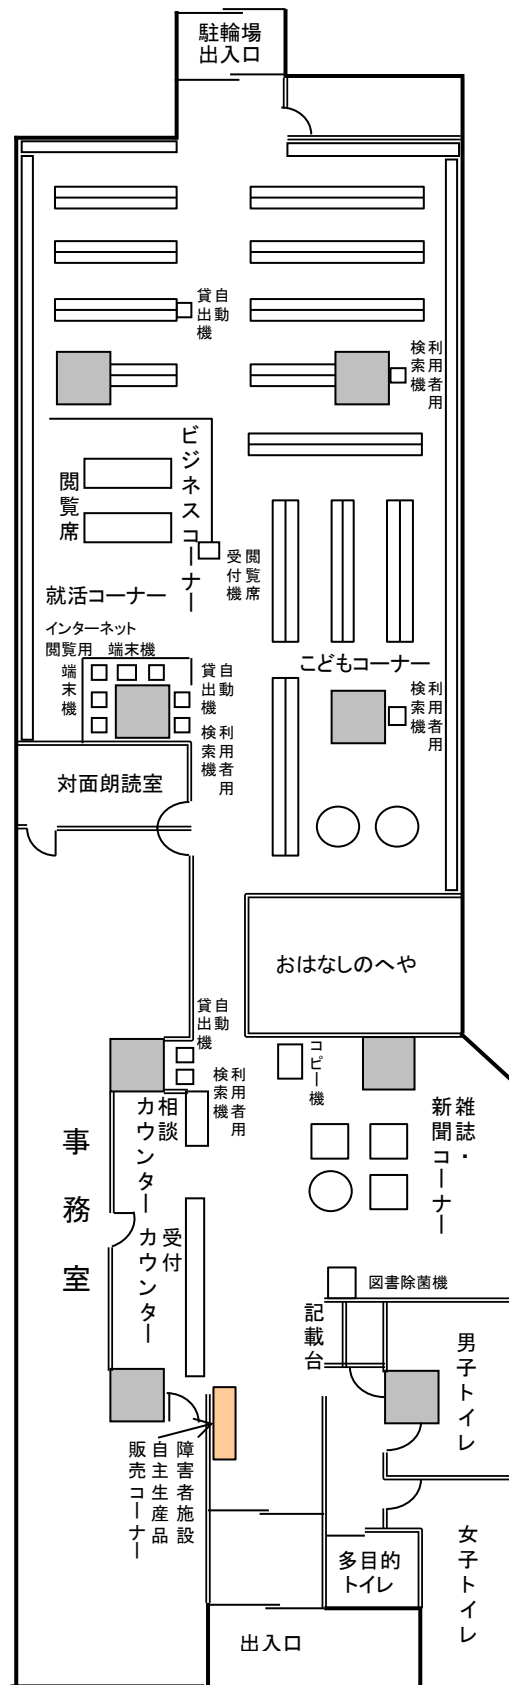 駐輪場
出入口
自動
貸出機
利用者用
検索機
ビジネスコーナー
閲覧席
閲覧席
受付機
就活コーナー
インターネット
閲覧用 端末機
端末機
自動
貸出機
利用者用
検索機
こどもコーナー
利用者用
検索機
対面朗読室
おはなしのへや
自動
貸出機
利用者用
検索機
コピー機
相談
カウンター
雑誌・
新聞コーナー
事務室
受付
カウンター
図書除菌機
記載台
男子トイレ
障害者施設
自主生産品
販売コーナー
多目的
トイレ
女子トイレ
出入口